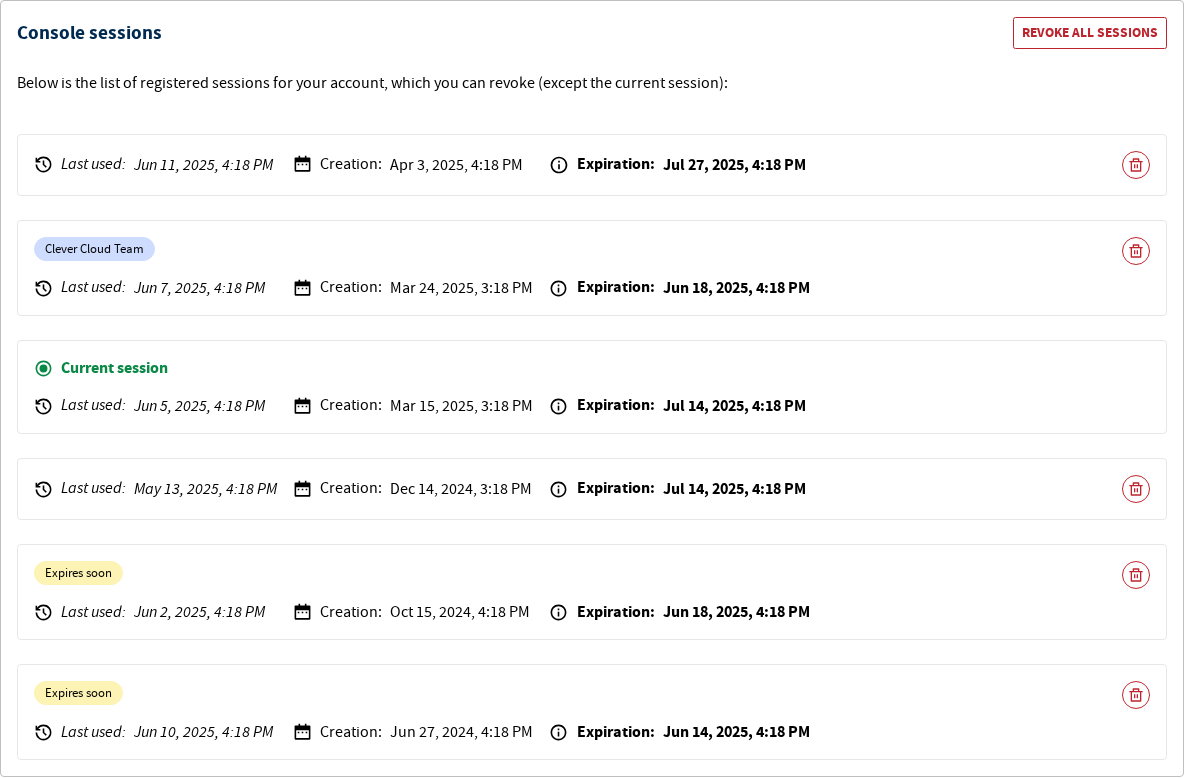 Console sessions
REVOKE ALL SESSIONS
Below is the list of registered sessions for your account, which you can revoke (except the current session):
Last used: Jun 11, 2025, 4:18 PM Creation: Apr 3, 2025, 4:18 PM Expiration: Jul 27, 2025, 4:18 PM
Clever Cloud Team
Last used: Jun 7, 2025, 4:18 PM Creation: Mar 24, 2025, 3:18 PM Expiration: Jun 18, 2025, 4:18 PM
Current session
Last used: Jun 5, 2025, 4:18 PM Creation: Mar 15, 2025, 3:18 PM Expiration: Jul 14, 2025, 4:18 PM
Last used: May 13, 2025, 4:18 PM Creation: Dec 14, 2024, 3:18 PM Expiration: Jul 14, 2025, 4:18 PM
Expires soon
Last used: Jun 2, 2025, 4:18 PM Creation: Oct 15, 2024, 4:18 PM Expiration: Jun 18, 2025, 4:18 PM
Expires soon
Last used: Jun 10, 2025, 4:18 PM Creation: Jun 27, 2024, 4:18 PM Expiration: Jun 14, 2025, 4:18 PM